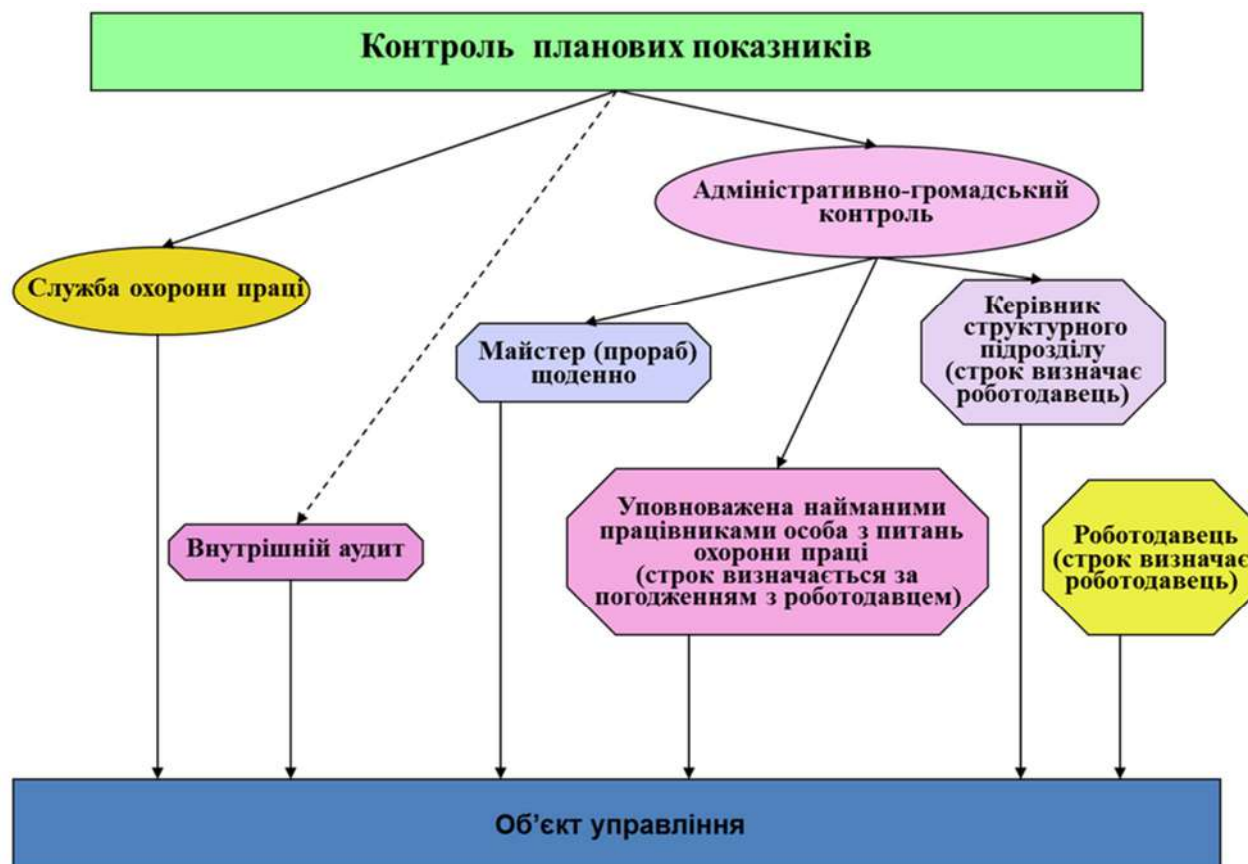 Контроль планових показників
Адміністративно-громадський
контроль
Служба охорони праці
Керівник
структурного
підрозділу
(строк визначає
роботодавець)
Майстер (прораб)
щоденно
Уповноважена найманими
працівниками особа з питань
охорони праці
(строк визначається за
погодженням з роботодавцем)
Внутрішній аудит
Роботодавець
(строк визначає
роботодавець)
Об’єкт управління